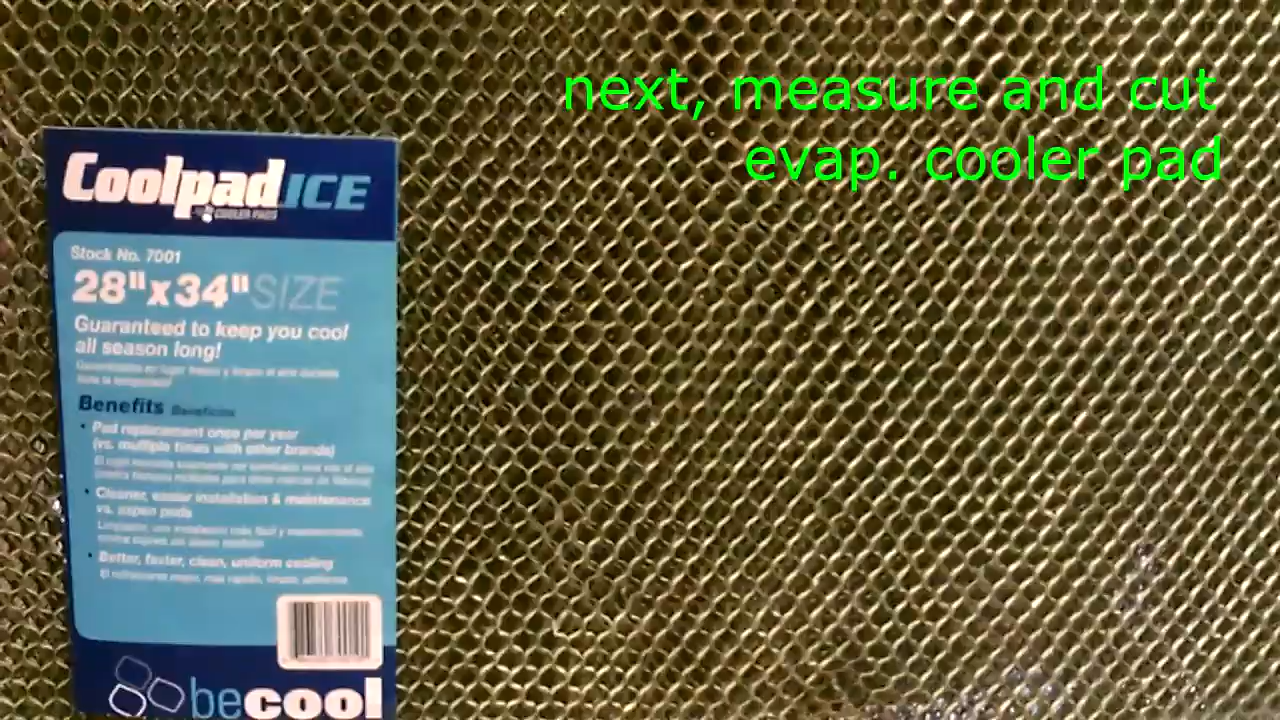 next, measure and cut
evap. cooler pad
Coolpad ICE
COOLER PADS
Stock No. 7001
28"x34" SIZE
Guaranteed to keep you cool
all season long!
Benefits Beneficios
• Pad replacement once per year
(vs. multiple times with other brands)
• Cleaner, easier installation & maintenance
vs. aspen pads
• Better, faster, clean, uniform cooling
becool